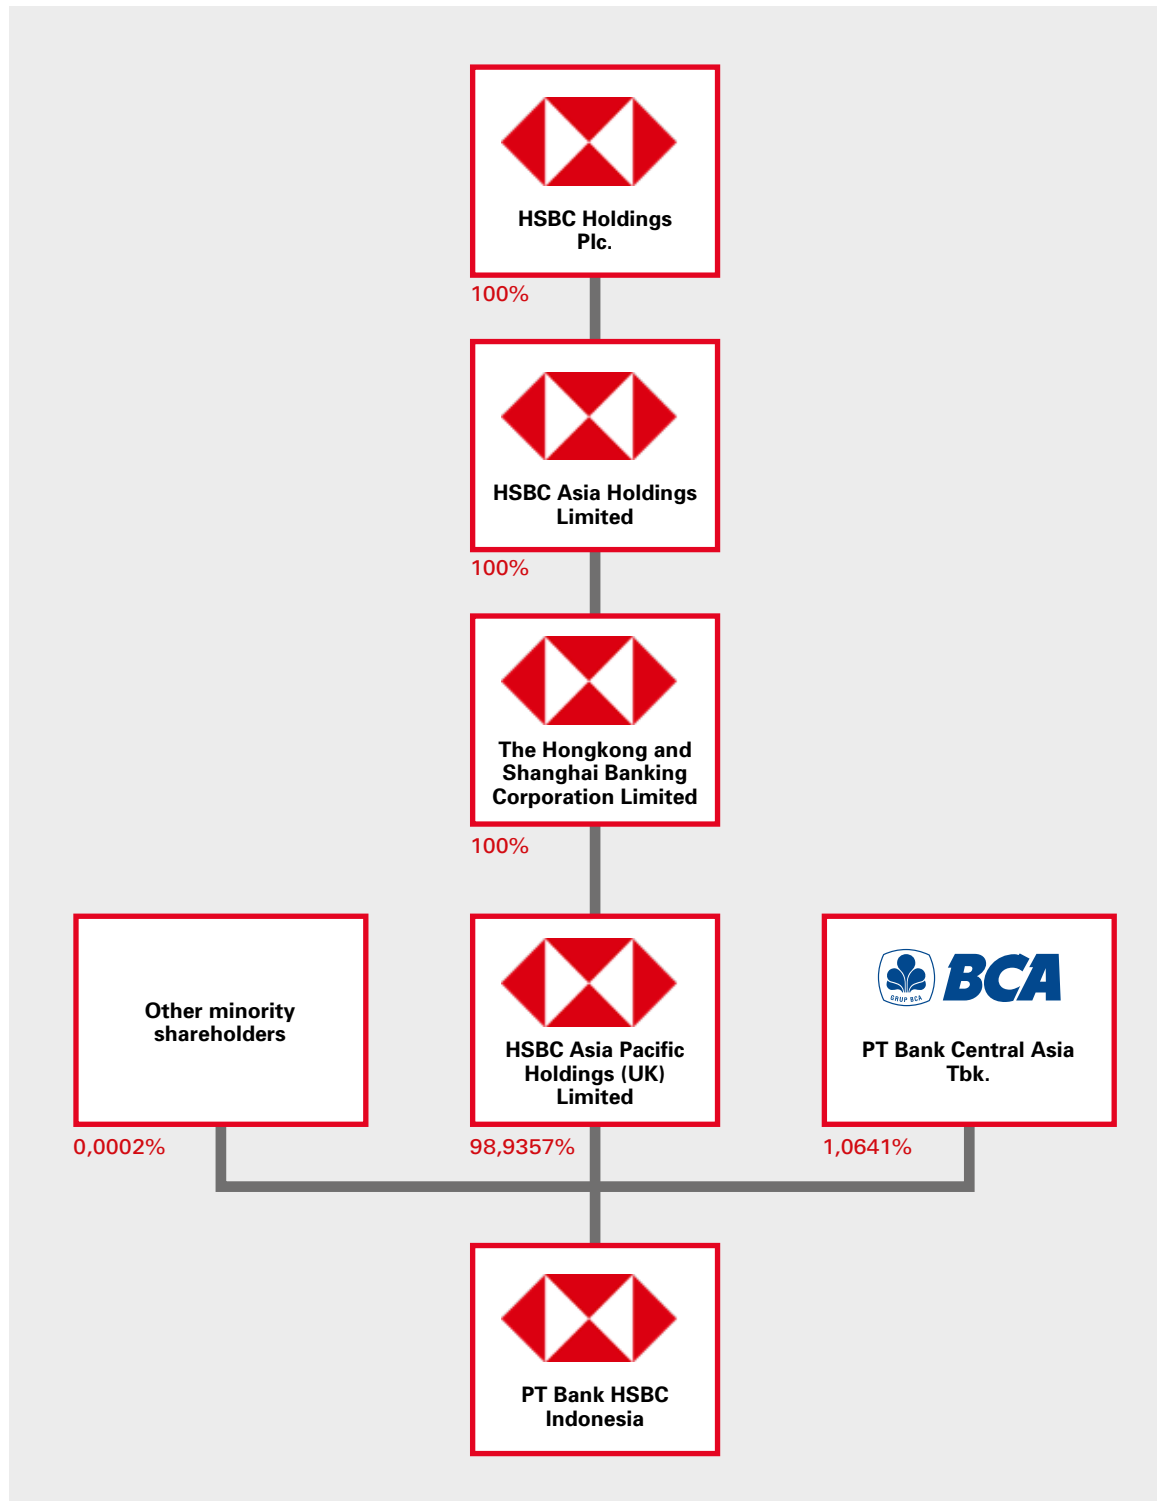 HSBC Holdings
Plc.
100%
HSBC Asia Holdings
Limited
100%
The Hongkong and
Shanghai Banking
Corporation Limited
100%
Other minority
shareholders
0,0002%
HSBC Asia Pacific
Holdings (UK)
Limited
98,9357%
GRUP BCA
BCA
PT Bank Central Asia
Tbk.
1,0641%
PT Bank HSBC
Indonesia